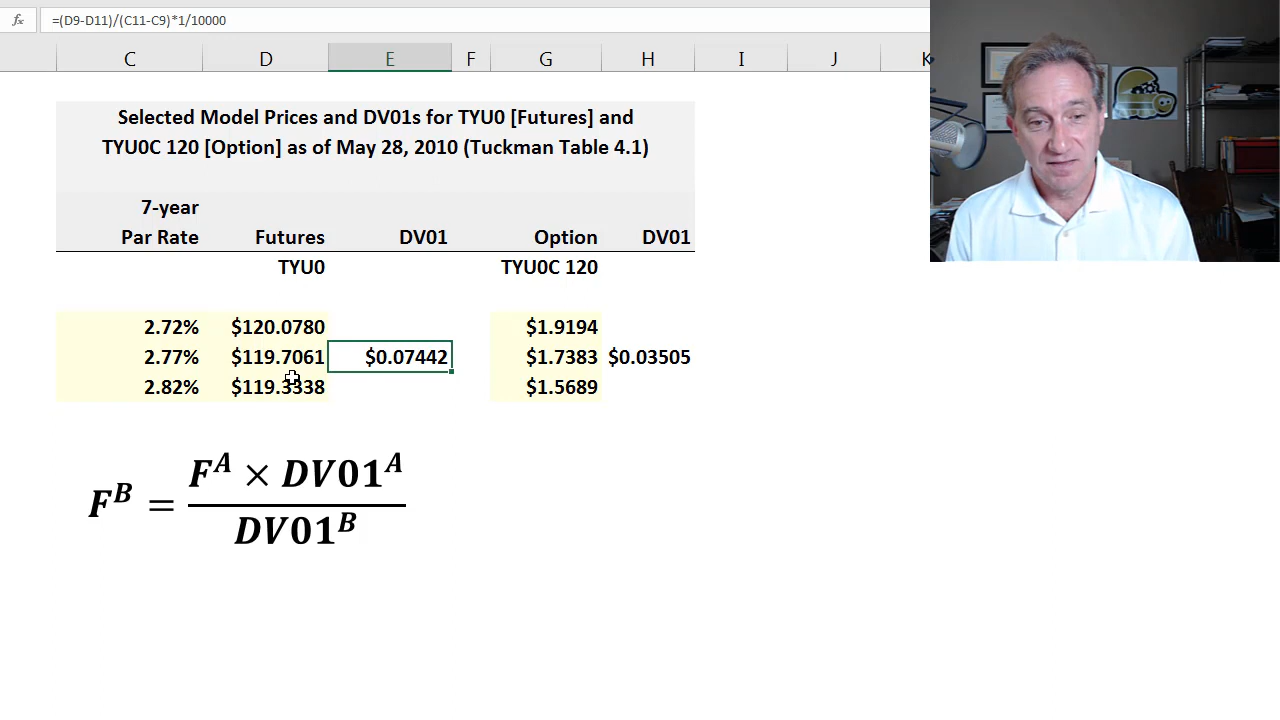 fx =(D9-D11)/(C11-C9)*1/10000
C D E F G H I J K
Selected Model Prices and DV01s for TYU0 [Futures] and
TYU0C 120 [Option] as of May 28, 2010 (Tuckman Table 4.1)
7-year
Par Rate Futures DV01 Option DV01
TYU0 TYU0C 120
2.72% $120.0780 $1.9194
2.77% $119.7061 $0.07442 $1.7383 $0.03505
2.82% $119.3338 $1.5689
F^B = (F^A × DV01^A) / DV01^B